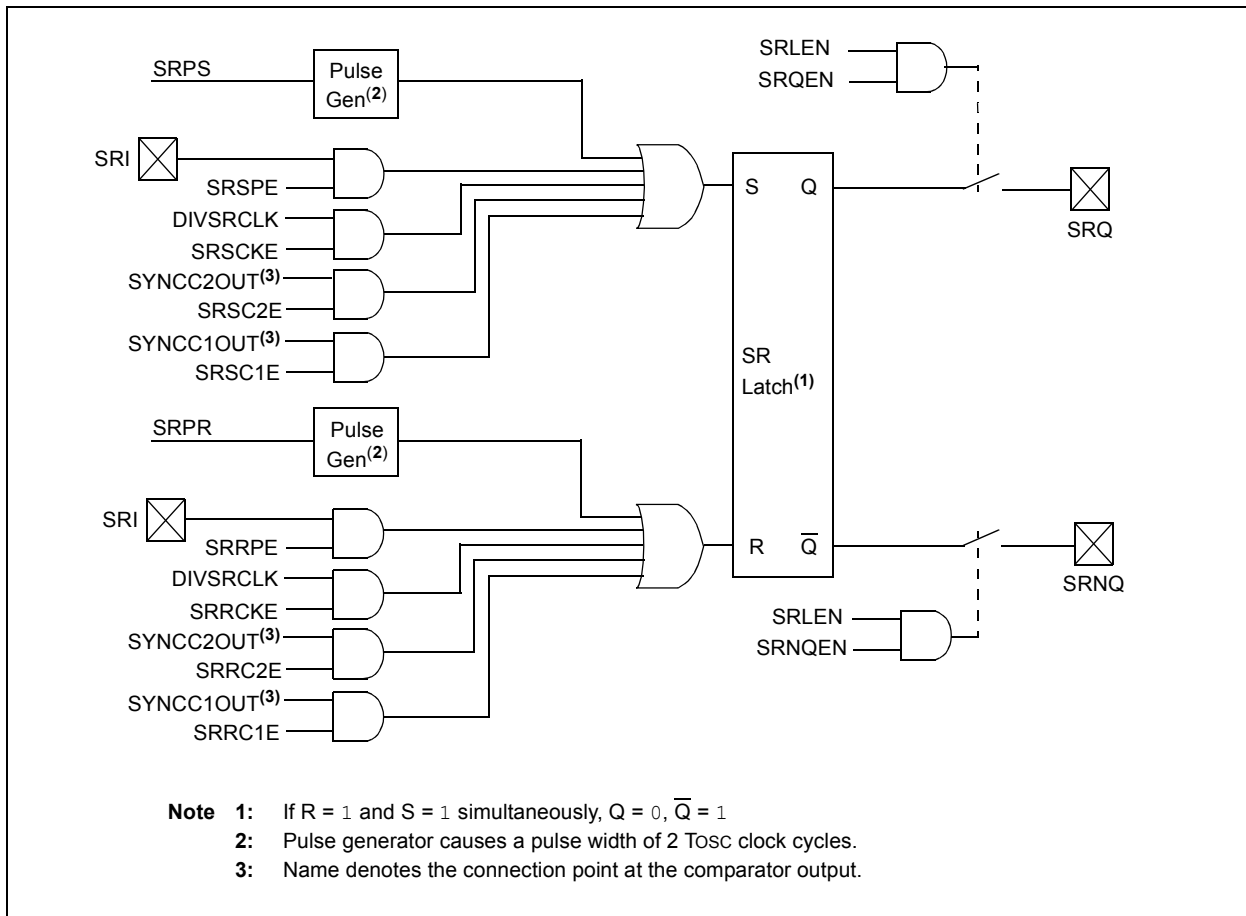 SRPS
Pulse
Gen(2)
SRI
SRSPE
DIVSRCLK
SRSCKE
SYNCC2OUT(3)
SRSC2E
SYNCC1OUT(3)
SRSC1E
SRPR
Pulse
Gen(2)
SRI
SRRPE
DIVSRCLK
SRRCKE
SYNCC2OUT(3)
SRRC2E
SYNCC1OUT(3)
SRRC1E
S Q
SR
Latch(1)
R Q̅
SRLEN
SRQEN
SRQ
SRLEN
SRNQEN
SRNQ
Note 1: If R = 1 and S = 1 simultaneously, Q = 0, Q̅ = 1
2: Pulse generator causes a pulse width of 2 TOSC clock cycles.
3: Name denotes the connection point at the comparator output.